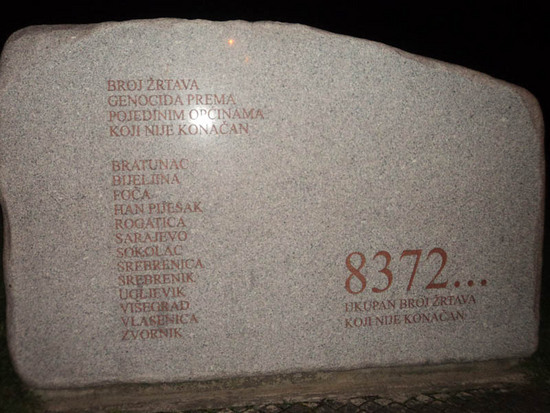 BROJ ŽRTAVA
GENOCIDA PREMA
POJEDINIM OPĆINAMA
KOJI NIJE KONAČAN
BRATUNAC
BIJELJINA
FOČA
HAN PIJESAK
ROGATICA
SARAJEVO
SOKOLAC
SREBRENICA
SREBRENIK
UGLJEVIK
VIŠEGRAD
VLASENICA
ZVORNIK
8372...
UKUPAN BROJ ŽRTAVA
KOJI NIJE KONAČAN